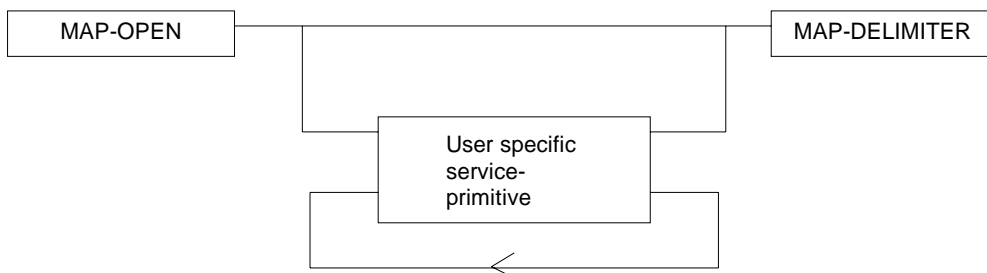 MAP-OPEN
MAP-DELIMITER
User specific
service-
primitive